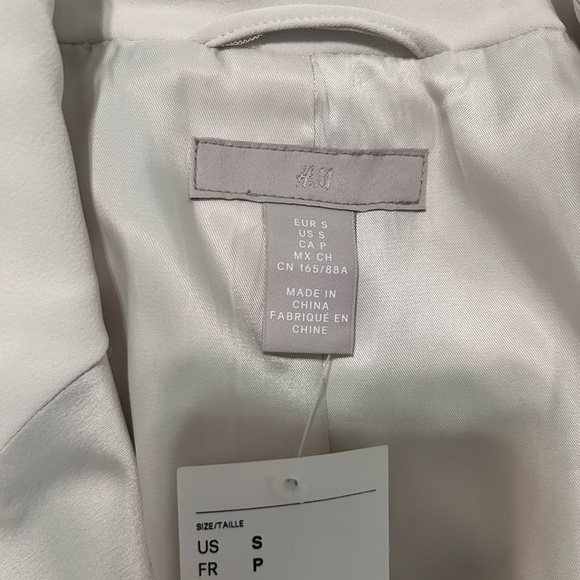 H&M
EUR S
US S
CA P
MX CH
CN 165/88A
MADE IN
CHINA
FABRIQUÉ EN
CHINE
SIZE/TAILLE
US S
FR P